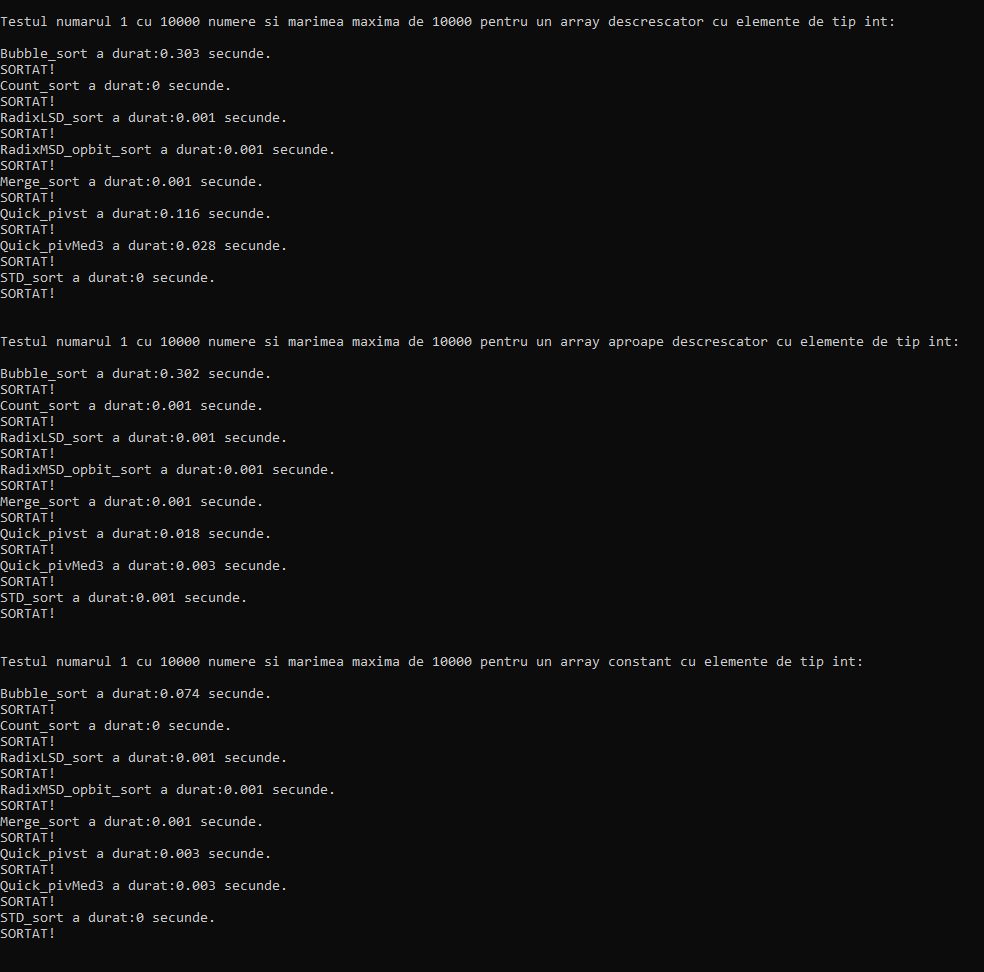 Testul numarul 1 cu 10000 numere si marimea maxima de 10000 pentru un array descrescator cu elemente de tip int:
Bubble_sort a durat:0.303 secunde.
SORTAT!
Count_sort a durat:0 secunde.
SORTAT!
RadixLSD_sort a durat:0.001 secunde.
SORTAT!
RadixMSD_opbit_sort a durat:0.001 secunde.
SORTAT!
Merge_sort a durat:0.001 secunde.
SORTAT!
Quick_pivst a durat:0.116 secunde.
SORTAT!
Quick_pivMed3 a durat:0.028 secunde.
SORTAT!
STD_sort a durat:0 secunde.
SORTAT!
Testul numarul 1 cu 10000 numere si marimea maxima de 10000 pentru un array aproape descrescator cu elemente de tip int:
Bubble_sort a durat:0.302 secunde.
SORTAT!
Count_sort a durat:0.001 secunde.
SORTAT!
RadixLSD_sort a durat:0.001 secunde.
SORTAT!
RadixMSD_opbit_sort a durat:0.001 secunde.
SORTAT!
Merge_sort a durat:0.001 secunde.
SORTAT!
Quick_pivst a durat:0.018 secunde.
SORTAT!
Quick_pivMed3 a durat:0.003 secunde.
SORTAT!
STD_sort a durat:0.001 secunde.
SORTAT!
Testul numarul 1 cu 10000 numere si marimea maxima de 10000 pentru un array constant cu elemente de tip int:
Bubble_sort a durat:0.074 secunde.
SORTAT!
Count_sort a durat:0 secunde.
SORTAT!
RadixLSD_sort a durat:0.001 secunde.
SORTAT!
RadixMSD_opbit_sort a durat:0.001 secunde.
SORTAT!
Merge_sort a durat:0.001 secunde.
SORTAT!
Quick_pivst a durat:0.003 secunde.
SORTAT!
Quick_pivMed3 a durat:0.003 secunde.
SORTAT!
STD_sort a durat:0 secunde.
SORTAT!